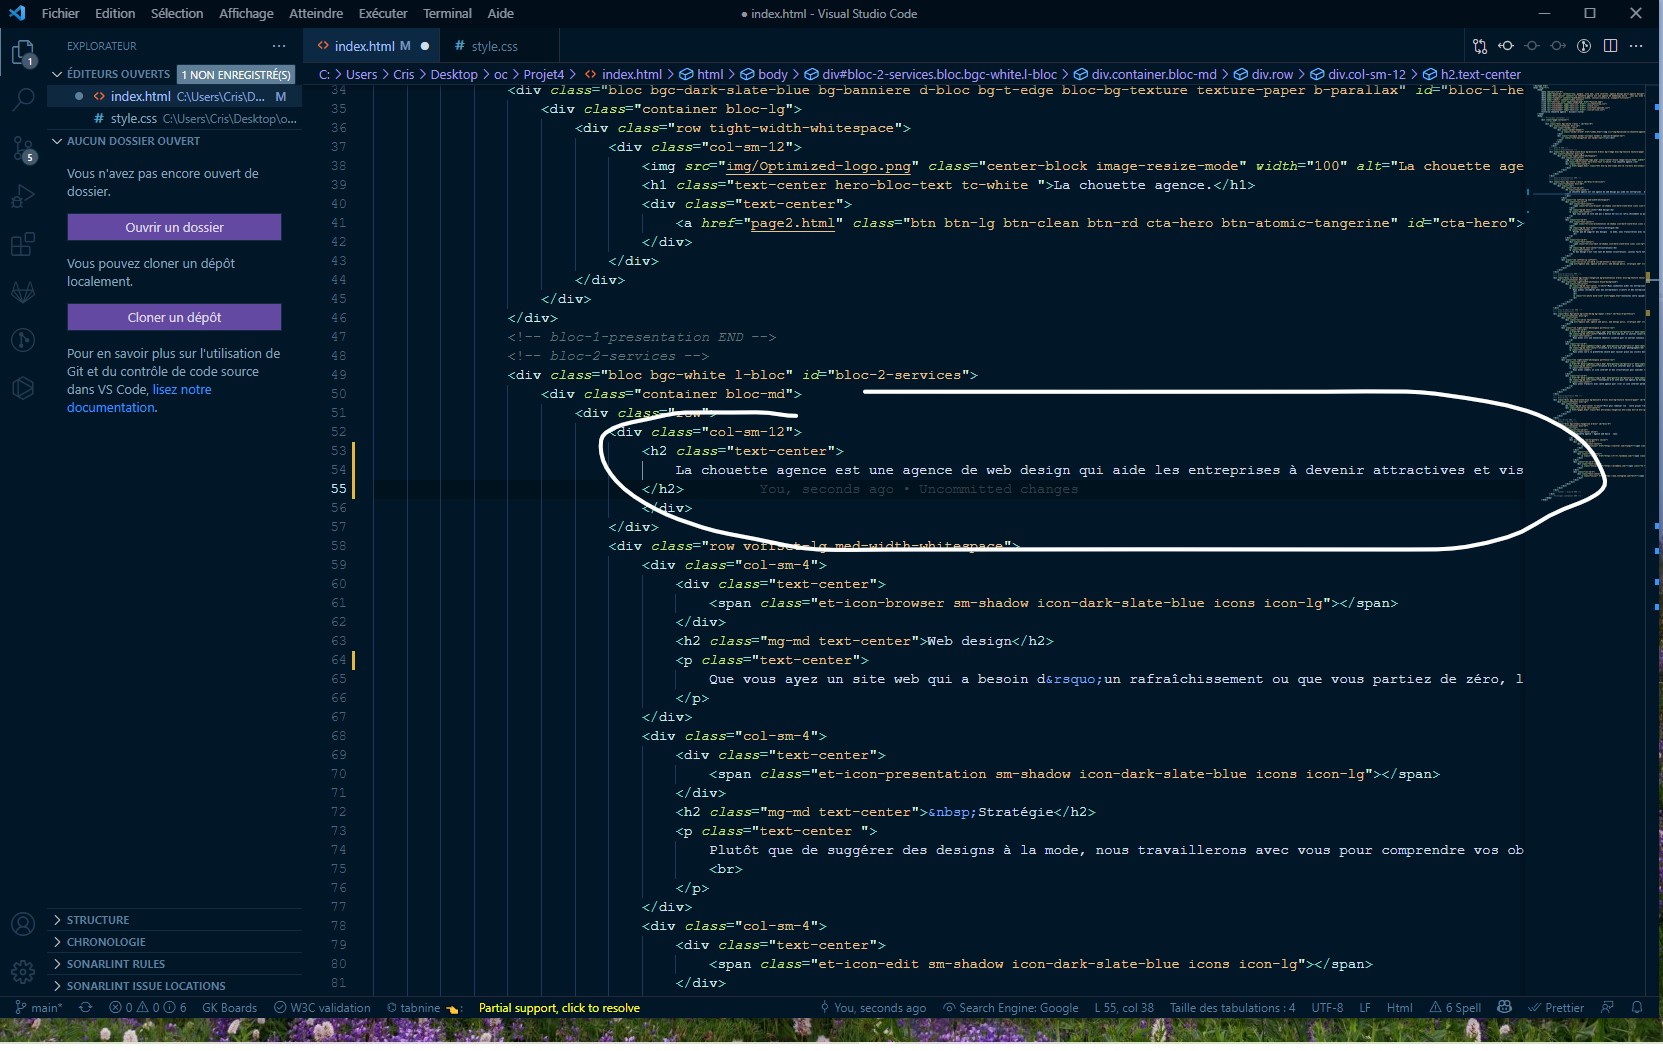 Fichier Edition Sélection Affichage Atteindre Exécuter Terminal Aide
● index.html - Visual Studio Code
EXPLORATEUR ···
ÉDITEURS OUVERTS 1 NON ENREGISTRÉ(S)
index.html C:\Users\Cris\D... M
style.css C:\Users\Cris\Desktop\o...
AUCUN DOSSIER OUVERT
Vous n'avez pas encore ouvert de
dossier.
Ouvrir un dossier
Vous pouvez cloner un dépôt
localement.
Cloner un dépôt
Pour en savoir plus sur l'utilisation de
Git et du contrôle de code source
dans VS Code, lisez notre
documentation.
STRUCTURE
CHRONOLOGIE
SONARLINT RULES
SONARLINT ISSUE LOCATIONS
1
5
index.html M ●
# style.css
C: > Users > Cris > Desktop > oc > Projet4 > index.html > html > body > div#bloc-2-services.bloc.bgc-white.l-bloc > div.container.bloc-md > div.row > div.col-sm-12 > h2.text-center
34 <div class="bloc bgc-dark-slate-blue bg-banniere d-bloc bg-t-edge bloc-bg-texture texture-paper b-parallax" id="bloc-1-he
35 <div class="container bloc-lg">
36 <div class="row tight-width-whitespace">
37 <div class="col-sm-12">
38 <img src="img/Optimized-logo.png" class="center-block image-resize-mode" width="100" alt="La chouette age
39 <h1 class="text-center hero-bloc-text tc-white ">La chouette agence.</h1>
40 <div class="text-center">
41 <a href="page2.html" class="btn btn-lg btn-clean btn-rd cta-hero btn-atomic-tangerine" id="cta-hero">
42 </div>
43 </div>
44 </div>
45 </div>
46 </div>
47 <!-- bloc-1-presentation END -->
48 <!-- bloc-2-services -->
49 <div class="bloc bgc-white l-bloc" id="bloc-2-services">
50 <div class="container bloc-md">
51 <div class="row">
52 <div class="col-sm-12">
53 <h2 class="text-center">
54 La chouette agence est une agence de web design qui aide les entreprises à devenir attractives et vis
55 </h2> You, seconds ago • Uncommitted changes
56 </div>
57 </div>
58 <div class="row voffset-lg med-width-whitespace">
59 <div class="col-sm-4">
60 <div class="text-center">
61 <span class="et-icon-browser sm-shadow icon-dark-slate-blue icons icon-lg"></span>
62 </div>
63 <h2 class="mg-md text-center">Web design</h2>
64 <p class="text-center">
65 Que vous ayez un site web qui a besoin d&rsquo;un rafraîchissement ou que vous partiez de zéro, l
66 </p>
67 </div>
68 <div class="col-sm-4">
69 <div class="text-center">
70 <span class="et-icon-presentation sm-shadow icon-dark-slate-blue icons icon-lg"></span>
71 </div>
72 <h2 class="mg-md text-center">&nbsp;Stratégie</h2>
73 <p class="text-center ">
74 Plutôt que de suggérer des designs à la mode, nous travaillerons avec vous pour comprendre vos ob
75 <br>
76 </p>
77 </div>
78 <div class="col-sm-4">
79 <div class="text-center">
80 <span class="et-icon-edit sm-shadow icon-dark-slate-blue icons icon-lg"></span>
81 </div>
main* 0 0 6 GK Boards W3C validation tabnine Partial support, click to resolve You, seconds ago Search Engine: Google L 55, col 38 Taille des tabulations : 4 UTF-8 LF Html 6 Spell Prettier